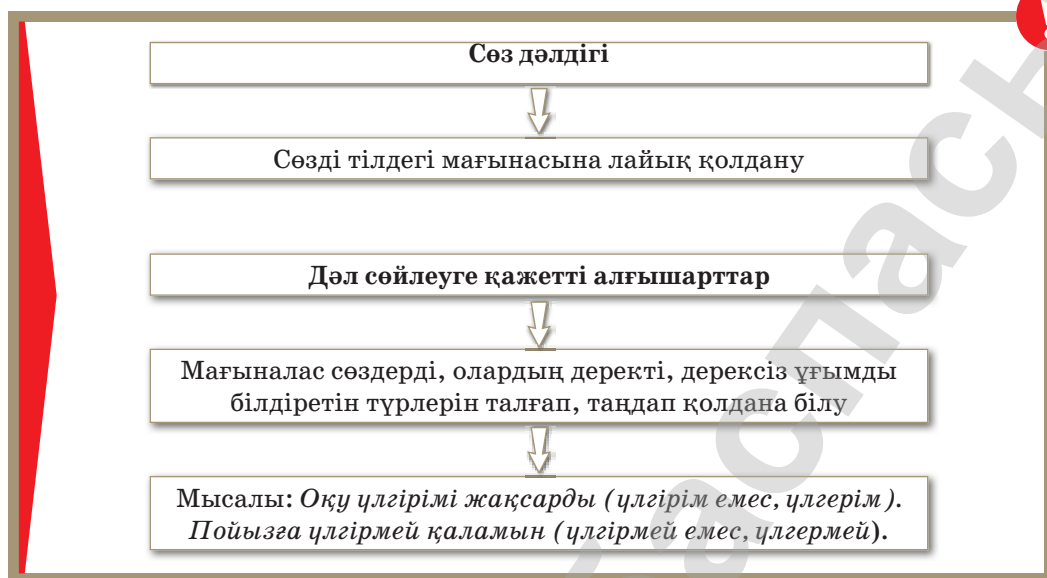 Сөз дәлдігі
Сөзді тілдегі мағынасына лайық қолдану
Дәл сөйлеуге қажетті алғышарттар
Мағыналас сөздерді, олардың деректі, дерексіз ұғымды
білдіретін түрлерін талғап, таңдап қолдана білу
Мысалы: Оқу үлгірімі жақсарды (үлгірім емес, үлгерім).
Пойызға үлгірмей қаламын (үлгірмей емес, үлгермей).